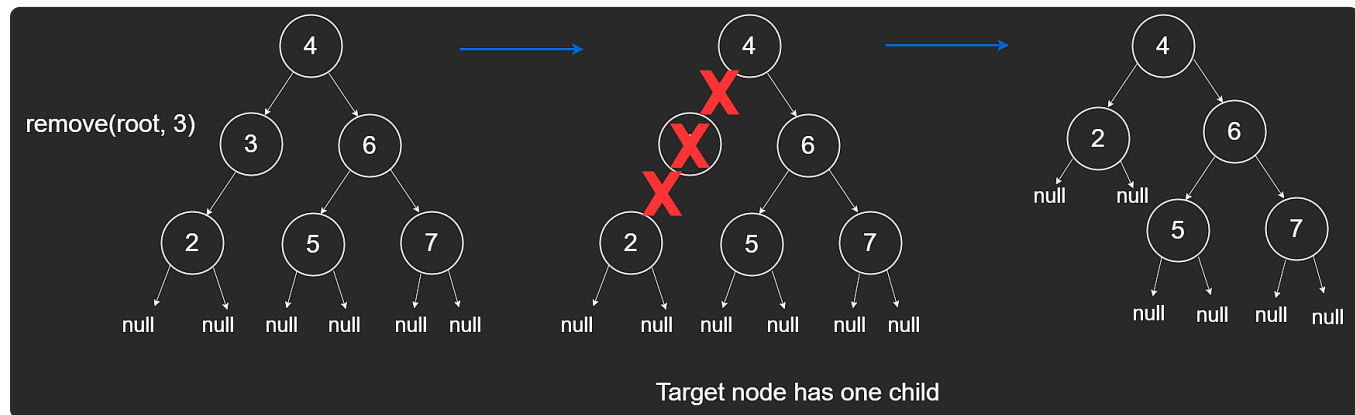 4 4 4
remove(root, 3) 3 6 6 2 6
null null
2 5 7 2 5 7 5 7
null null null null null null null null null null null null null null null null
Target node has one child